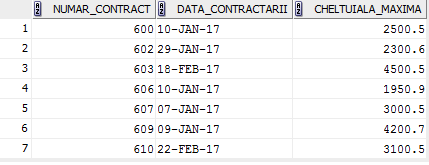 NUMAR_CONTRACT DATA_CONTRACTARII CHELTUIALA_MAXIMA
1 600 10-JAN-17 2500.5
2 602 29-JAN-17 2300.6
3 603 18-FEB-17 4500.5
4 606 10-JAN-17 1950.9
5 607 07-JAN-17 3000.5
6 609 09-JAN-17 4200.7
7 610 22-FEB-17 3100.5